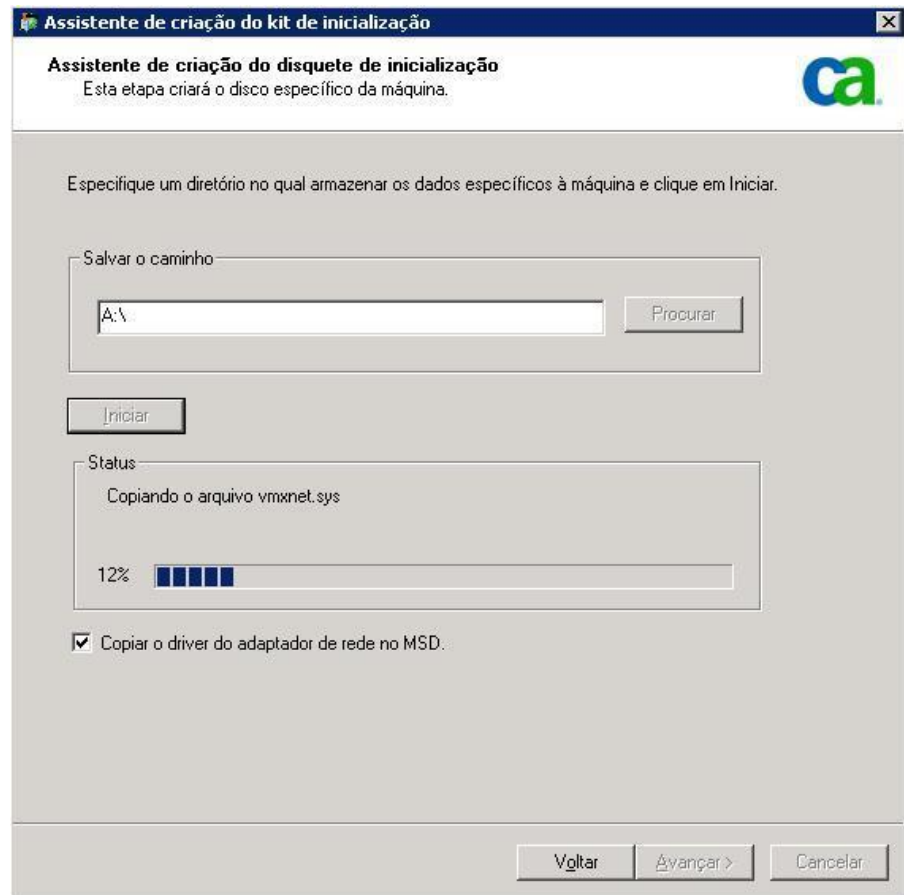 Assistente de criação do kit de inicialização
Assistente de criação do disquete de inicialização
Esta etapa criará o disco específico da máquina.
ca
Especifique um diretório no qual armazenar os dados específicos à máquina e clique em Iniciar.
Salvar o caminho
A:\
Procurar
Iniciar
Status
Copiando o arquivo vmxnet.sys
12%
Copiar o driver do adaptador de rede no MSD.
Voltar
Avançar >
Cancelar